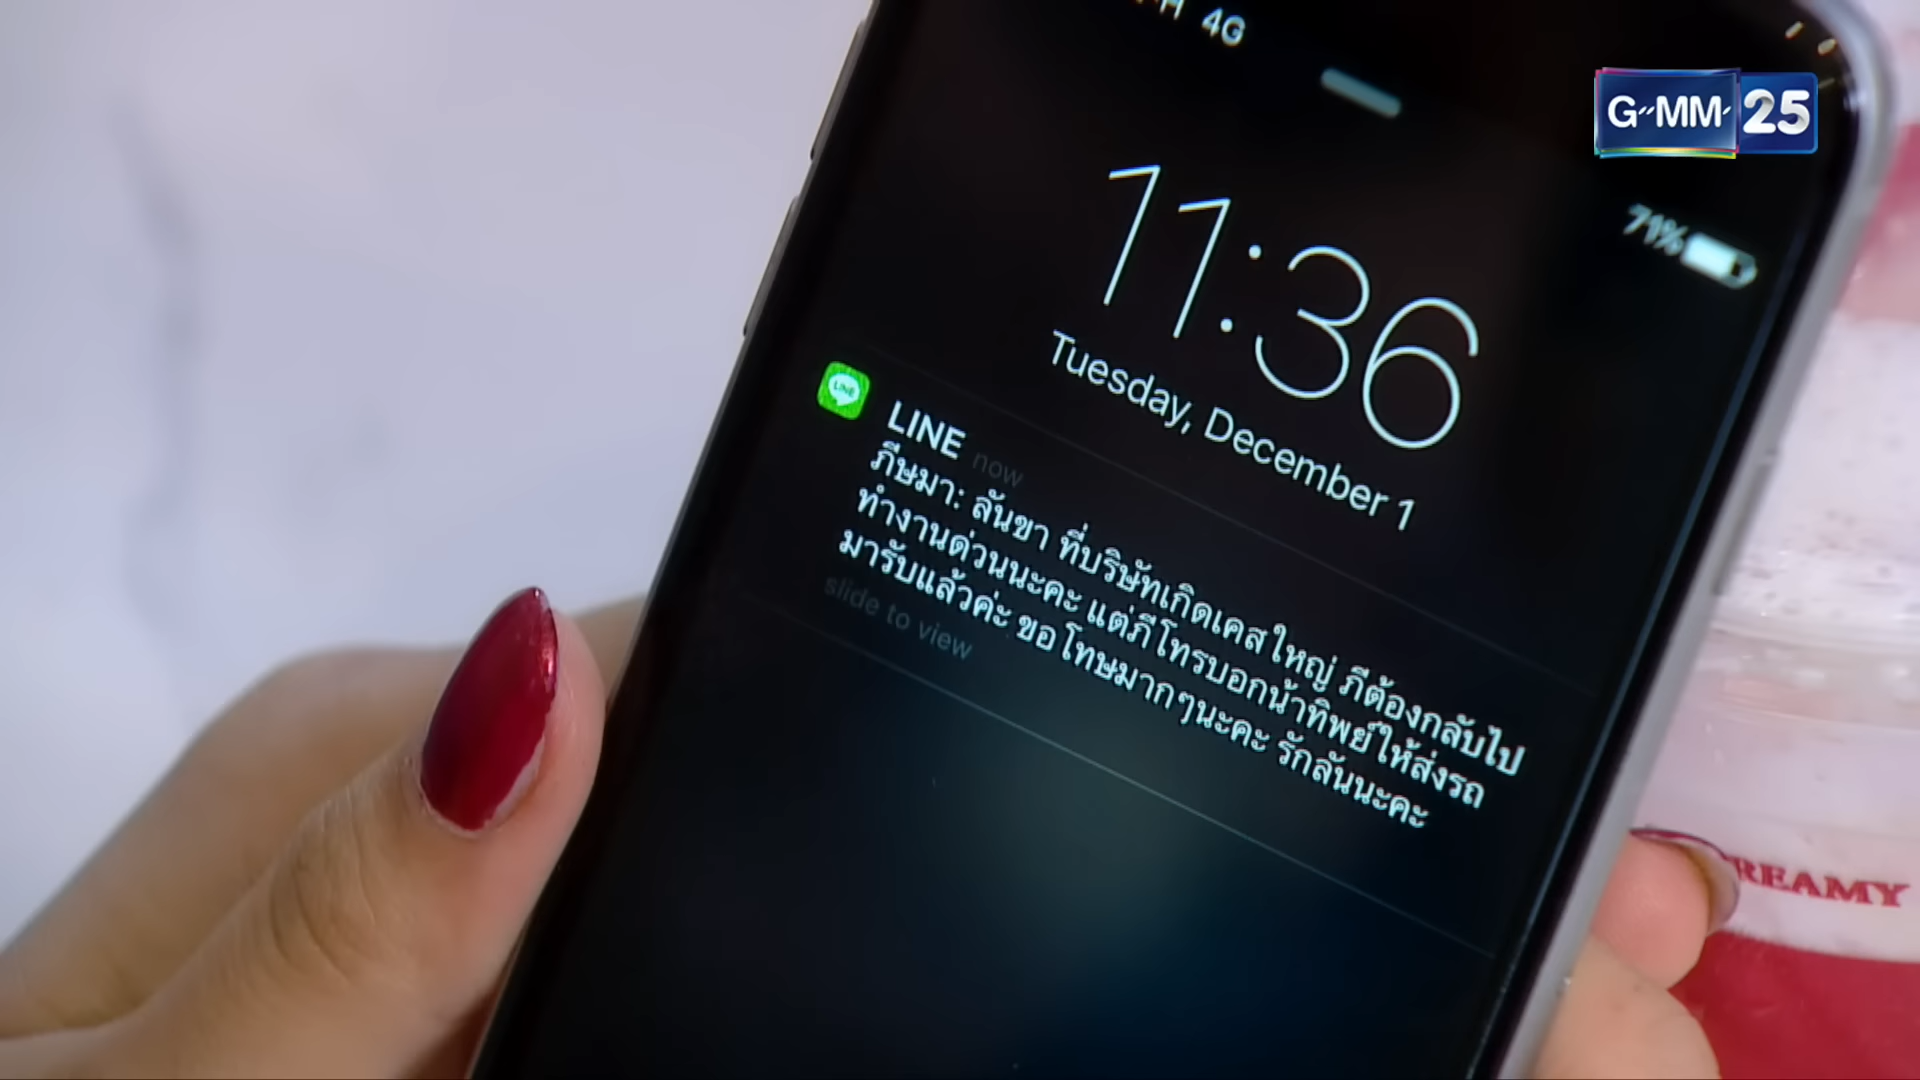 4G
GMM 25
71%
11:36
Tuesday, December 1
LINE now
ภีษมา: ลันขา ที่บริษัทเกิดเคสใหญ่ ภีต้องกลับไป
ทำงานด่วนนะคะ แต่ภีโทรบอกน้าทิพย์ให้ส่งรถ
มารับแล้วค่ะ ขอโทษมากๆนะคะ รักลันนะคะ
slide to view
REAMY